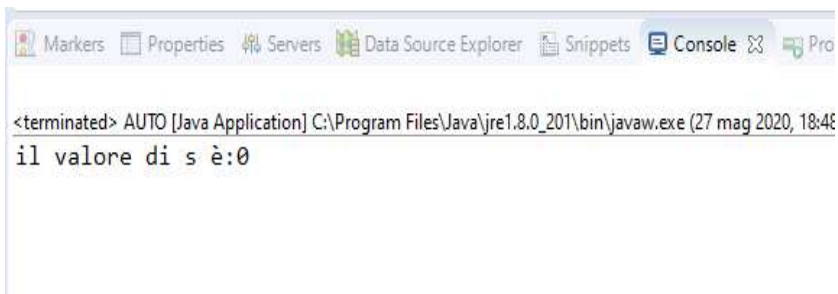 Markers Properties Servers Data Source Explorer Snippets Console Pro
<terminated> AUTO [Java Application] C:\Program Files\Java\jre1.8.0_201\bin\javaw.exe (27 mag 2020, 18:48
il valore di s è:0